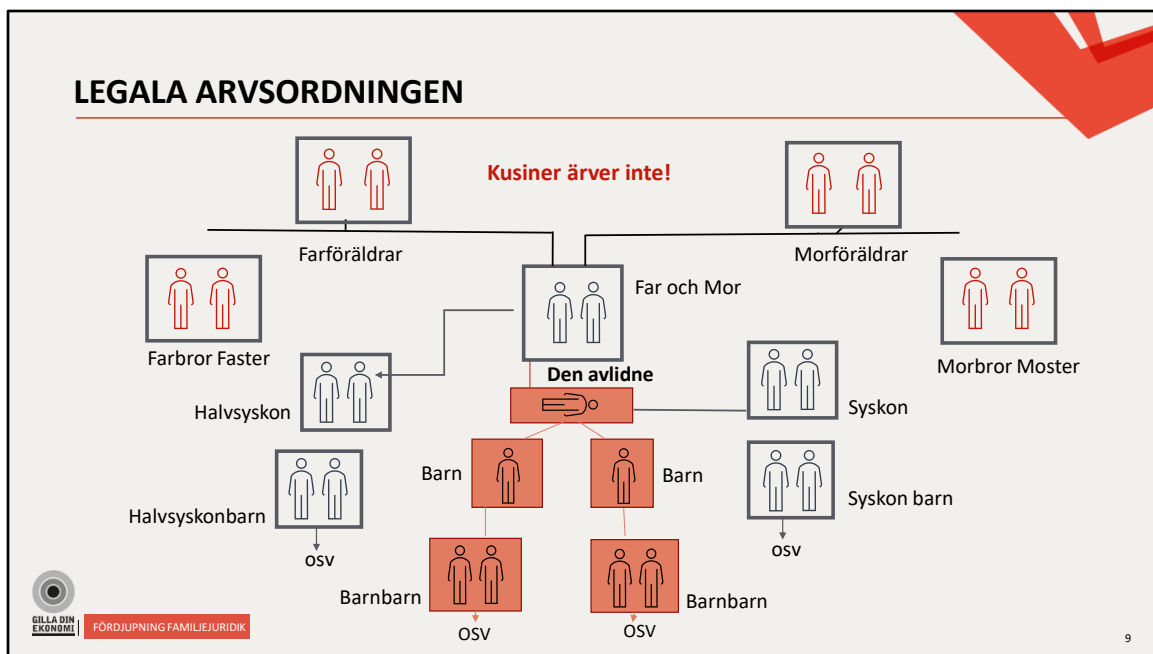 LEGALA ARVSORDNINGEN
Kusiner ärver inte!
Farföräldrar
Morföräldrar
Far och Mor
Farbror Faster
Morbror Moster
Den avlidne
Halvsyskon
Syskon
Barn
Barn
Halvsyskonbarn
Syskon barn
osv
osv
Barnbarn
Barnbarn
osv
osv
GILLA DIN
EKONOMI
FÖRDJUPNING FAMILJEJURIDIK
9